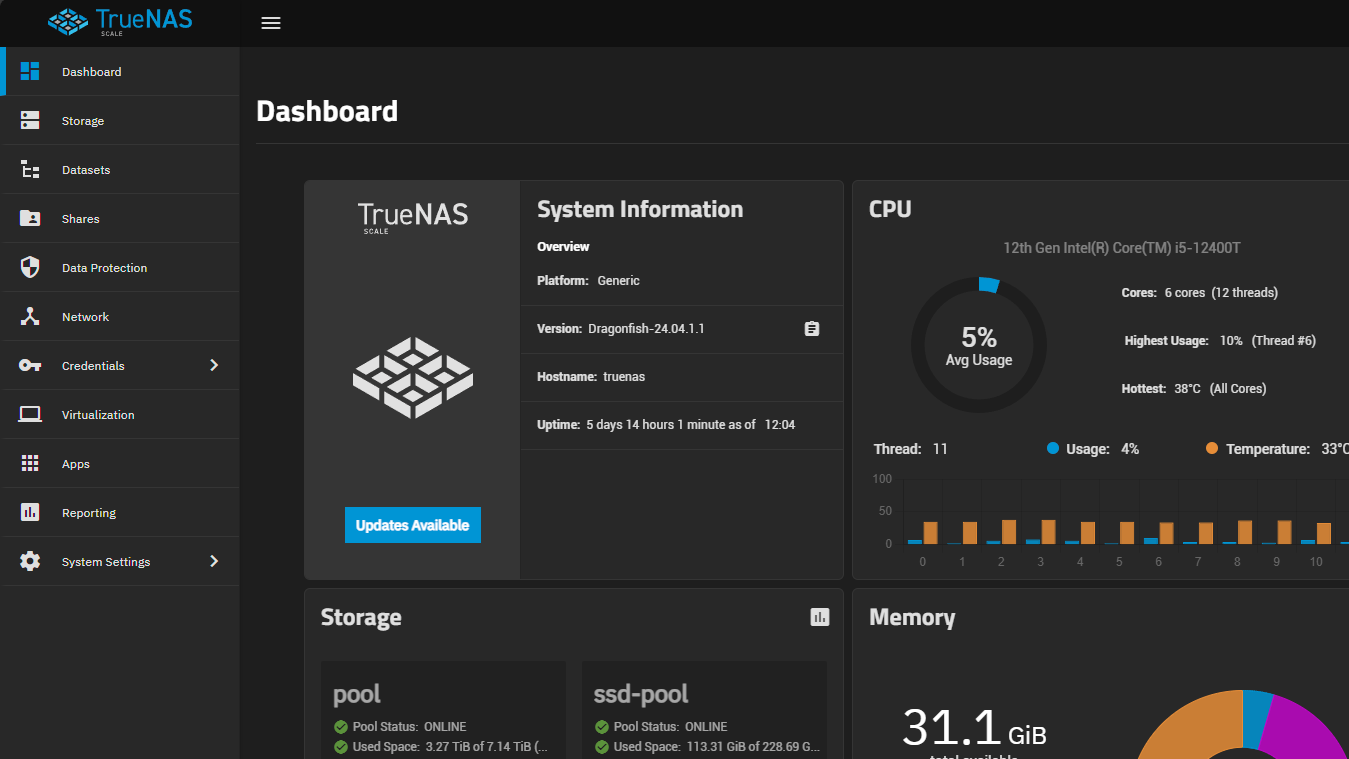 TrueNAS
SCALE
Dashboard
Storage
Datasets
Shares
Data Protection
Network
Credentials
Virtualization
Apps
Reporting
System Settings
Dashboard
TrueNAS
SCALE
Updates Available
System Information
Overview
Platform: Generic
Version: Dragonfish-24.04.1.1
Hostname: truenas
Uptime: 5 days 14 hours 1 minute as of 12:04
CPU
12th Gen Intel(R) Core(TM) i5-12400T
5%
Avg Usage
Cores: 6 cores (12 threads)
Highest Usage: 10% (Thread #6)
Hottest: 38°C (All Cores)
Thread: 11 Usage: 4% Temperature: 33°C
100
50
0
0 1 2 3 4 5 6 7 8 9 10
Storage
pool
Pool Status: ONLINE
Used Space: 3.27 TiB of 7.14 TiB (...
ssd-pool
Pool Status: ONLINE
Used Space: 113.31 GiB of 228.69 G...
Memory
31.1 GiB
total available